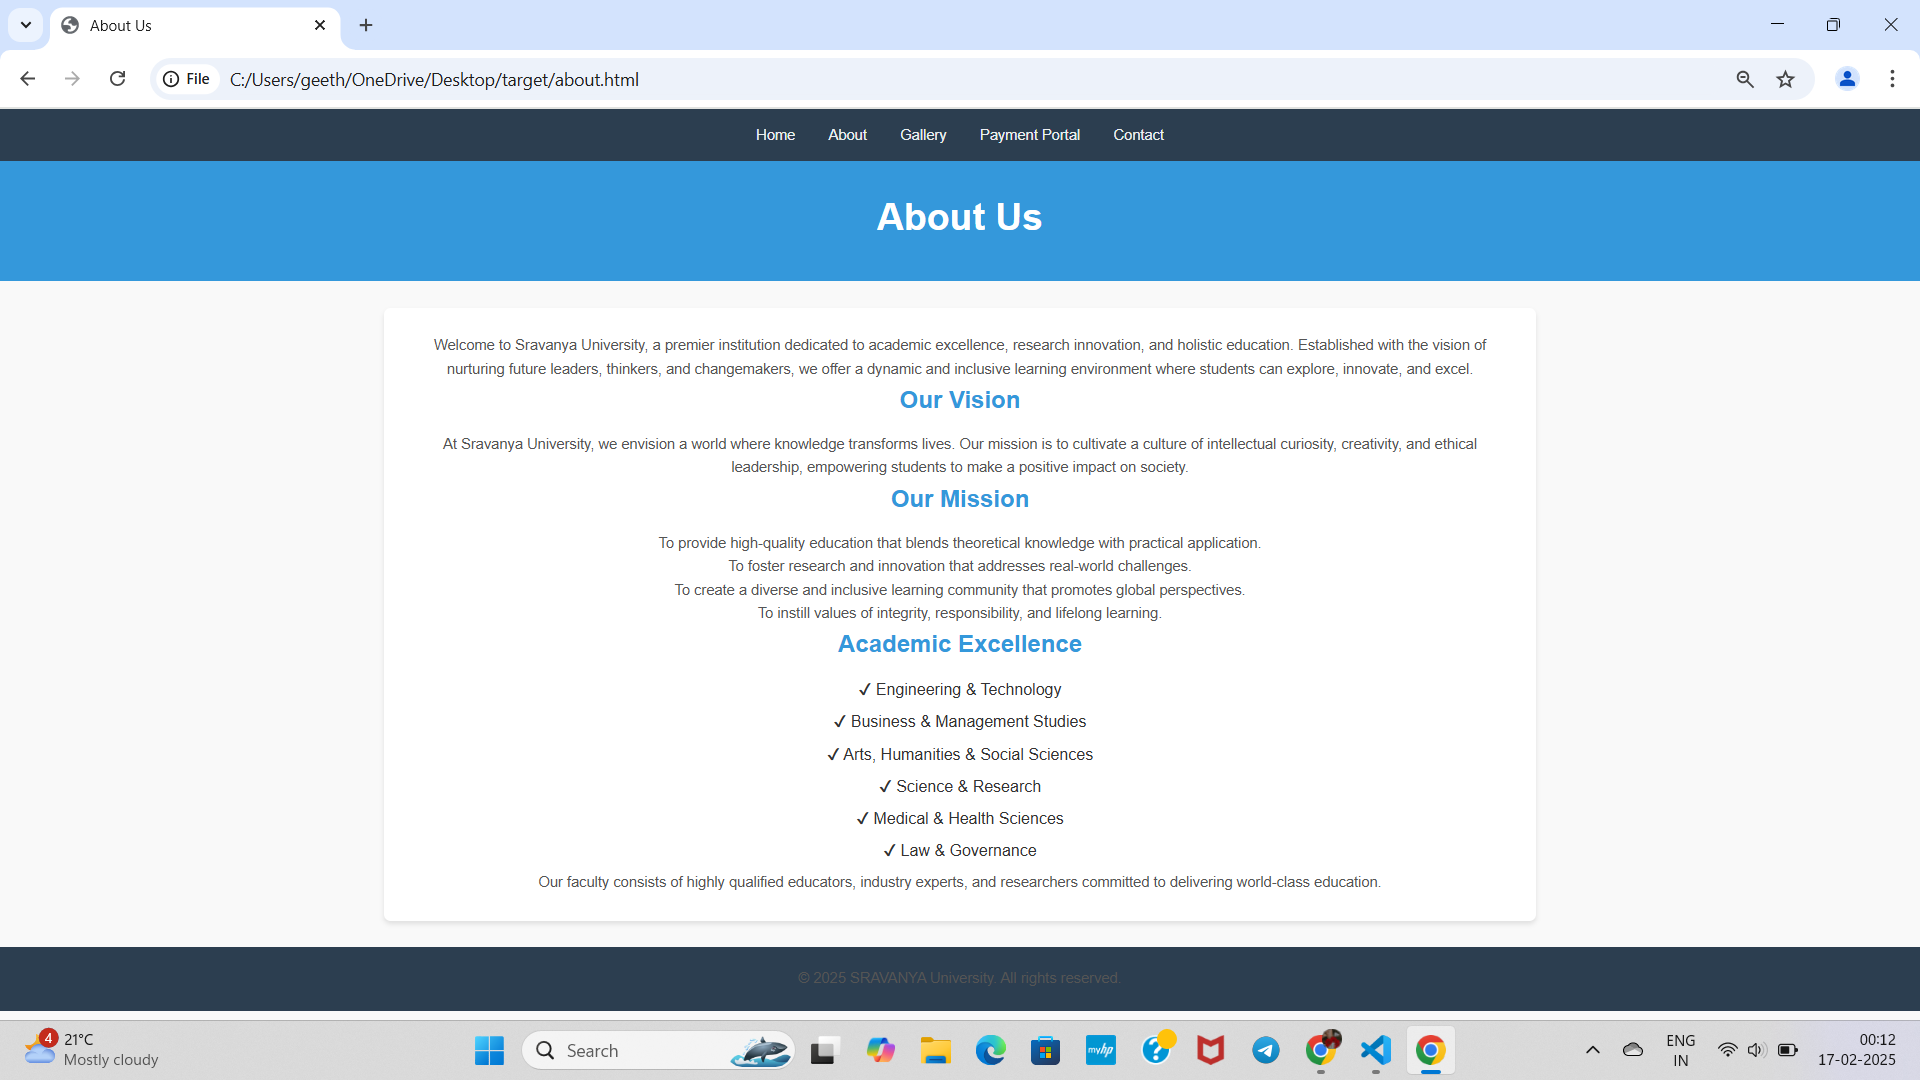 About Us
File
C:/Users/geeth/OneDrive/Desktop/target/about.html
Home About Gallery Payment Portal Contact
About Us
Welcome to Sravanya University, a premier institution dedicated to academic excellence, research innovation, and holistic education. Established with the vision of
nurturing future leaders, thinkers, and changemakers, we offer a dynamic and inclusive learning environment where students can explore, innovate, and excel.
Our Vision
At Sravanya University, we envision a world where knowledge transforms lives. Our mission is to cultivate a culture of intellectual curiosity, creativity, and ethical
leadership, empowering students to make a positive impact on society.
Our Mission
To provide high-quality education that blends theoretical knowledge with practical application.
To foster research and innovation that addresses real-world challenges.
To create a diverse and inclusive learning community that promotes global perspectives.
To instill values of integrity, responsibility, and lifelong learning.
Academic Excellence
✓ Engineering & Technology
✓ Business & Management Studies
✓ Arts, Humanities & Social Sciences
✓ Science & Research
✓ Medical & Health Sciences
✓ Law & Governance
Our faculty consists of highly qualified educators, industry experts, and researchers committed to delivering world-class education.
© 2025 SRAVANYA University. All rights reserved.
4
21°C
Mostly cloudy
Search
myhp
ENG
IN
00:12
17-02-2025